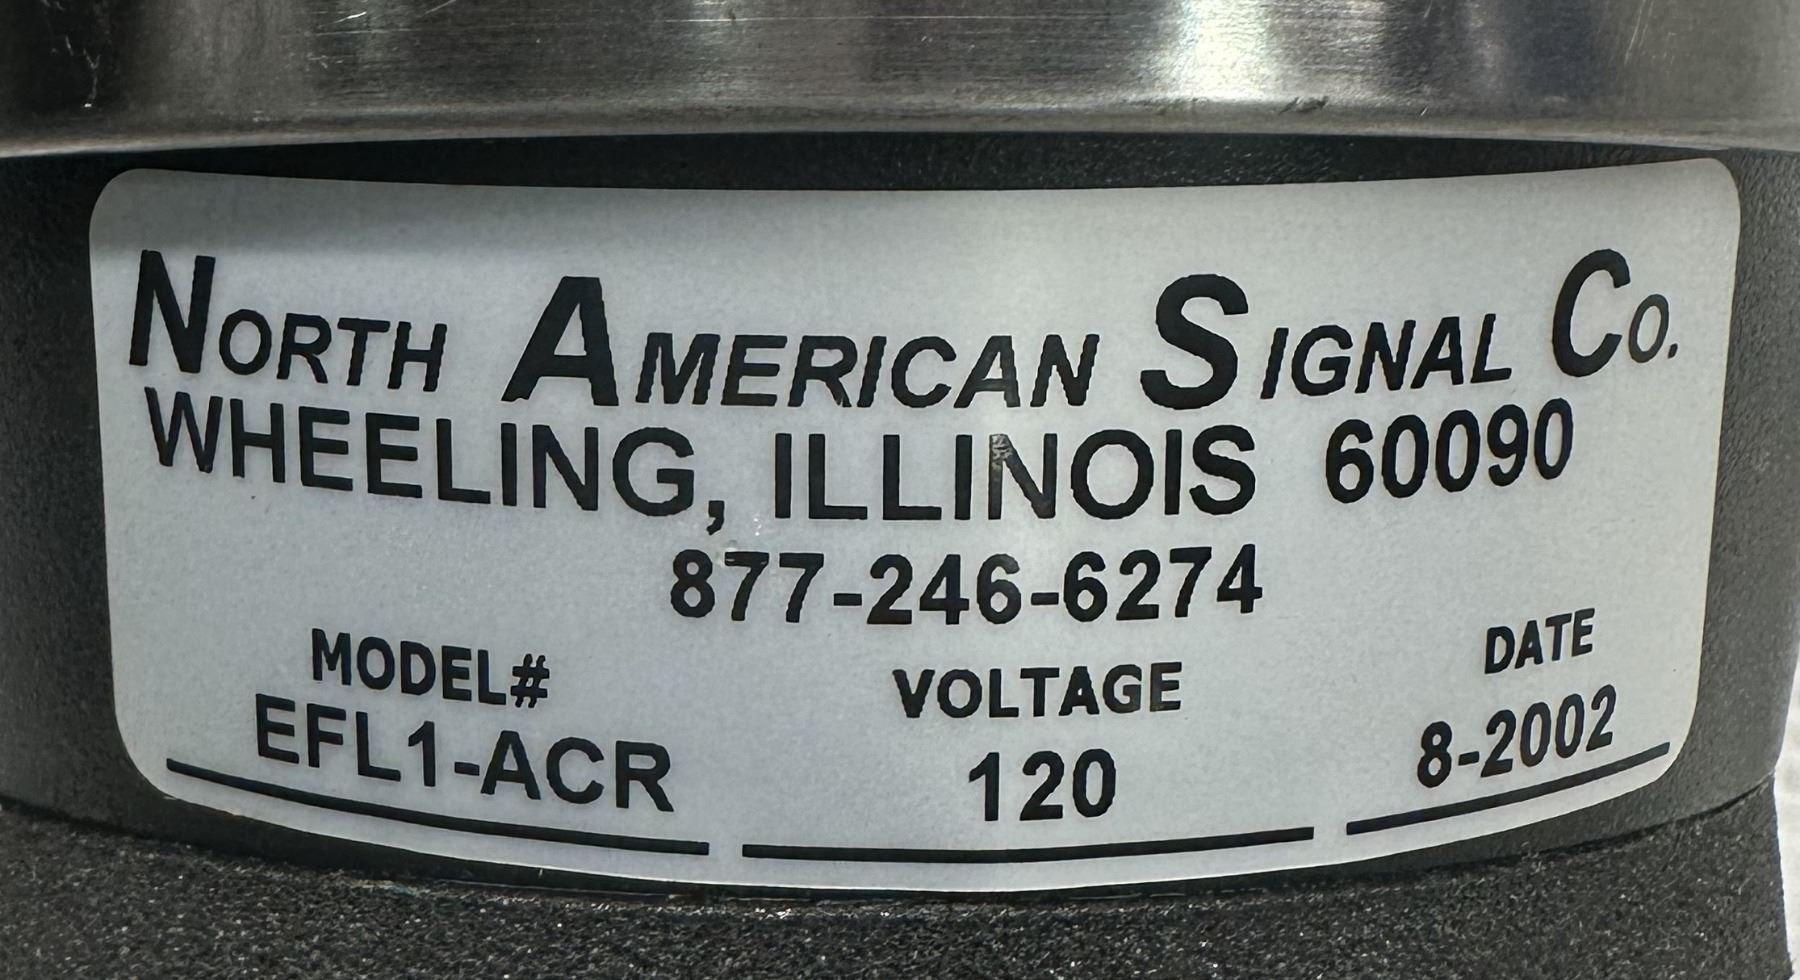 NORTH AMERICAN SIGNAL CO.
WHEELING, ILLINOIS 60090
877-246-6274
MODEL# VOLTAGE DATE
EFL1-ACR 120 8-2002